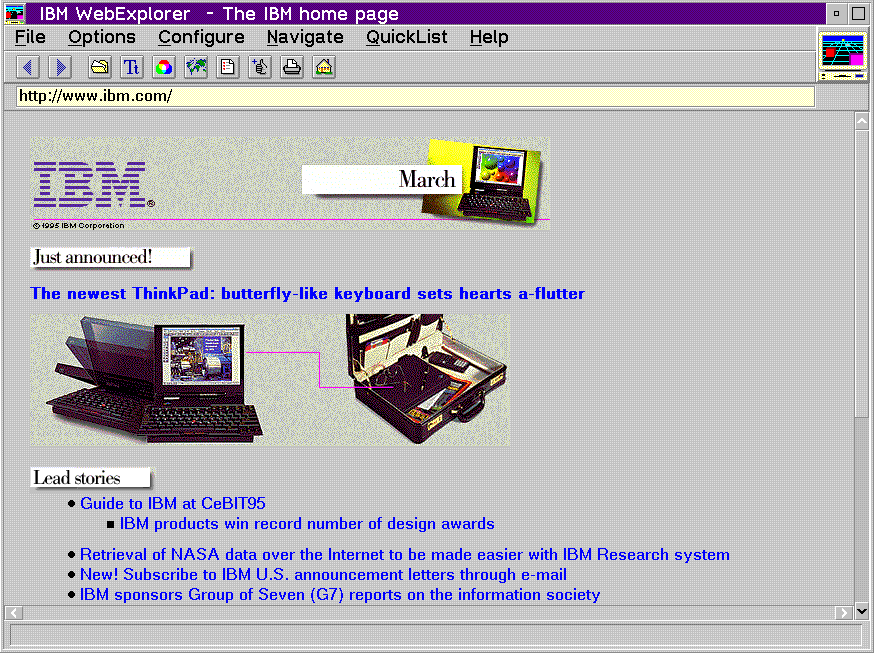 IBM WebExplorer - The IBM home page
File Options Configure Navigate QuickList Help
Tt
http://www.ibm.com/
IBM®
March
© 1995 IBM Corporation
Just announced!
The newest ThinkPad: butterfly-like keyboard sets hearts a-flutter
Lead stories
Guide to IBM at CeBIT95
IBM products win record number of design awards
Retrieval of NASA data over the Internet to be made easier with IBM Research system
New! Subscribe to IBM U.S. announcement letters through e-mail
IBM sponsors Group of Seven (G7) reports on the information society